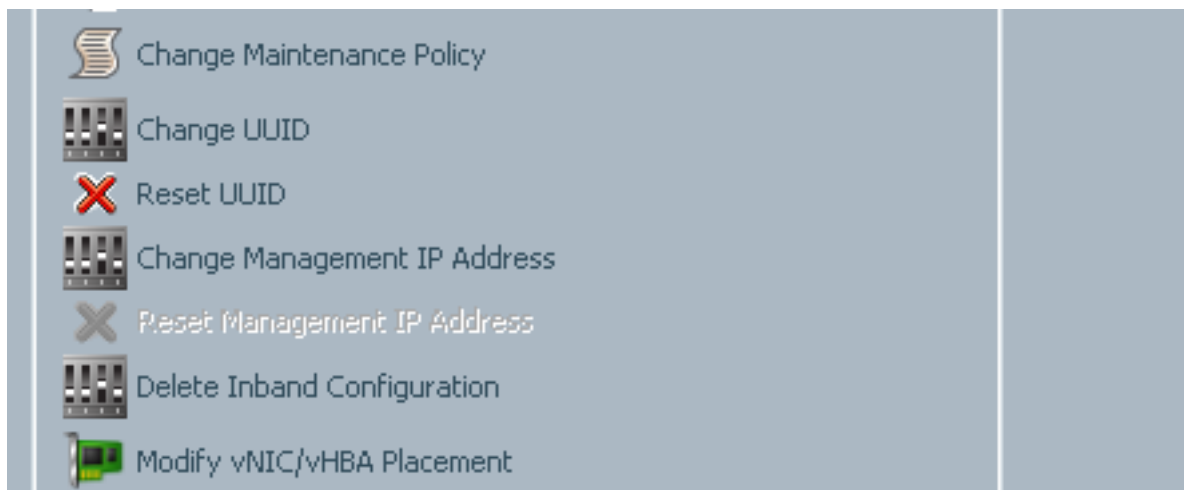 Change Maintenance Policy
Change UUID
Reset UUID
Change Management IP Address
Reset Management IP Address
Delete Inband Configuration
Modify vNIC/vHBA Placement